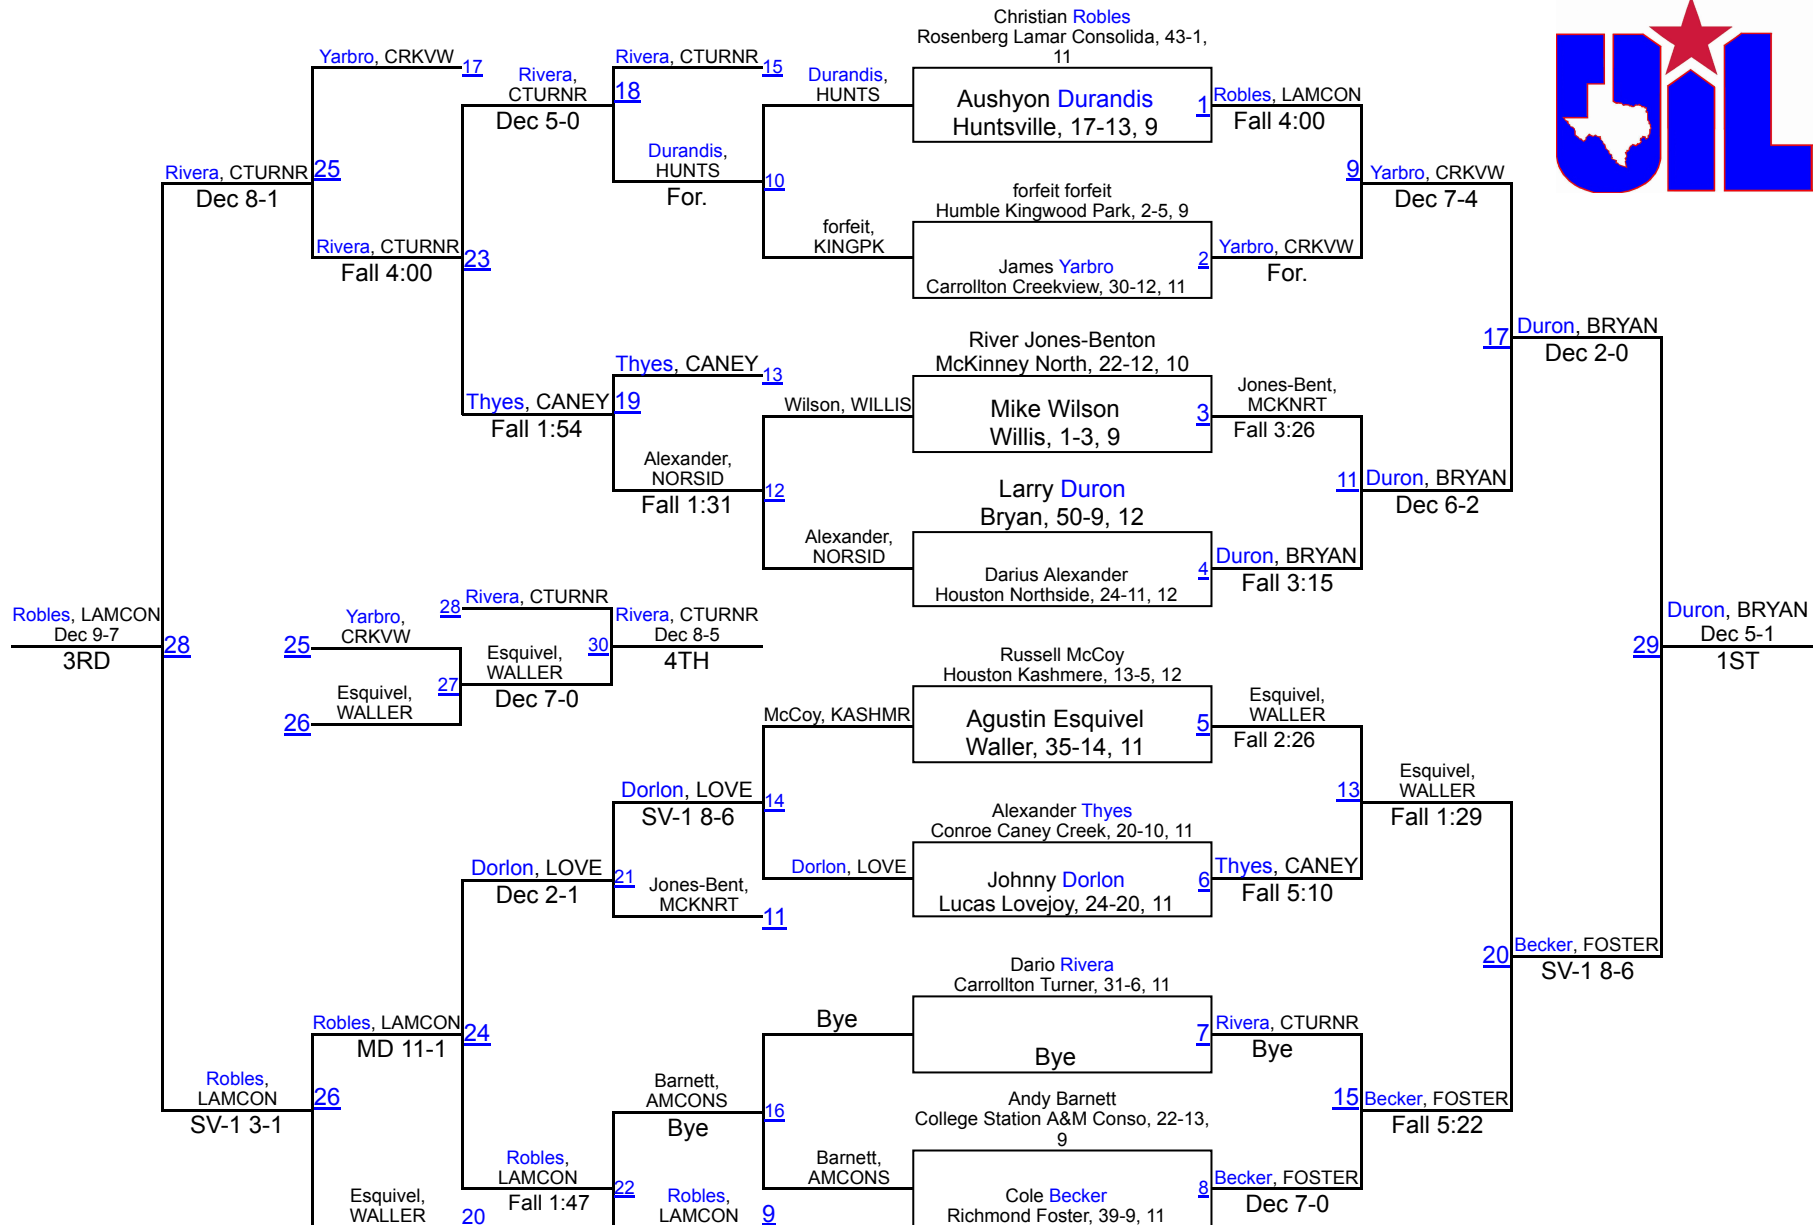 Christian Robles
Rosenberg Lamar Consolida, 43-1,
11
Aushyon Durandis
Huntsville, 17-13, 9
1
Robles, LAMCON
Fall 4:00
forfeit forfeit
Humble Kingwood Park, 2-5, 9
James Yarbro
Carrollton Creekview, 30-12, 11
2
Yarbro, CRKVW
For.
9
Yarbro, CRKVW
Dec 7-4
River Jones-Benton
McKinney North, 22-12, 10
Mike Wilson
Willis, 1-3, 9
3
Jones-Bent,
MCKNRT
Fall 3:26
Larry Duron
Bryan, 50-9, 12
Darius Alexander
Houston Northside, 24-11, 12
4
Duron, BRYAN
Fall 3:15
11
Duron, BRYAN
Dec 6-2
17
Duron, BRYAN
Dec 2-0
Russell McCoy
Houston Kashmere, 13-5, 12
Agustin Esquivel
Waller, 35-14, 11
5
Esquivel,
WALLER
Fall 2:26
Alexander Thyes
Conroe Caney Creek, 20-10, 11
Johnny Dorlon
Lucas Lovejoy, 24-20, 11
6
Thyes, CANEY
Fall 5:10
13
Esquivel,
WALLER
Fall 1:29
Dario Rivera
Carrollton Turner, 31-6, 11
Bye
7
Rivera, CTURNR
Bye
Andy Barnett
College Station A&M Conso, 22-13,
9
Cole Becker
Richmond Foster, 39-9, 11
8
Becker, FOSTER
Dec 7-0
15
Becker, FOSTER
Fall 5:22
20
Becker, FOSTER
SV-1 8-6
29
Duron, BRYAN
Dec 5-1
1ST
UIL
Durandis,
HUNTS
forfeit,
KINGPK
10
Durandis,
HUNTS
For.
Rivera, CTURNR
15
18
Rivera,
CTURNR
Dec 5-0
Wilson, WILLIS
Alexander,
NORSID
12
Alexander,
NORSID
Fall 1:31
Thyes, CANEY
13
19
Thyes, CANEY
Fall 1:54
23
Rivera, CTURNR
Fall 4:00
Yarbro, CRKVW
17
25
Rivera, CTURNR
Dec 8-1
28
Robles, LAMCON
Dec 9-7
3RD
25
Yarbro,
CRKVW
26
Esquivel,
WALLER
27
Esquivel,
WALLER
Dec 7-0
28
Rivera, CTURNR
30
Rivera, CTURNR
Dec 8-5
4TH
McCoy, KASHMR
Dorlon, LOVE
14
Dorlon, LOVE
SV-1 8-6
Jones-Bent,
MCKNRT
11
21
Dorlon, LOVE
Dec 2-1
Bye
Barnett,
AMCONS
16
Barnett,
AMCONS
Bye
Robles,
LAMCON
9
22
Robles,
LAMCON
Fall 1:47
24
Robles, LAMCON
MD 11-1
Esquivel,
WALLER
20
26
Robles,
LAMCON
SV-1 3-1